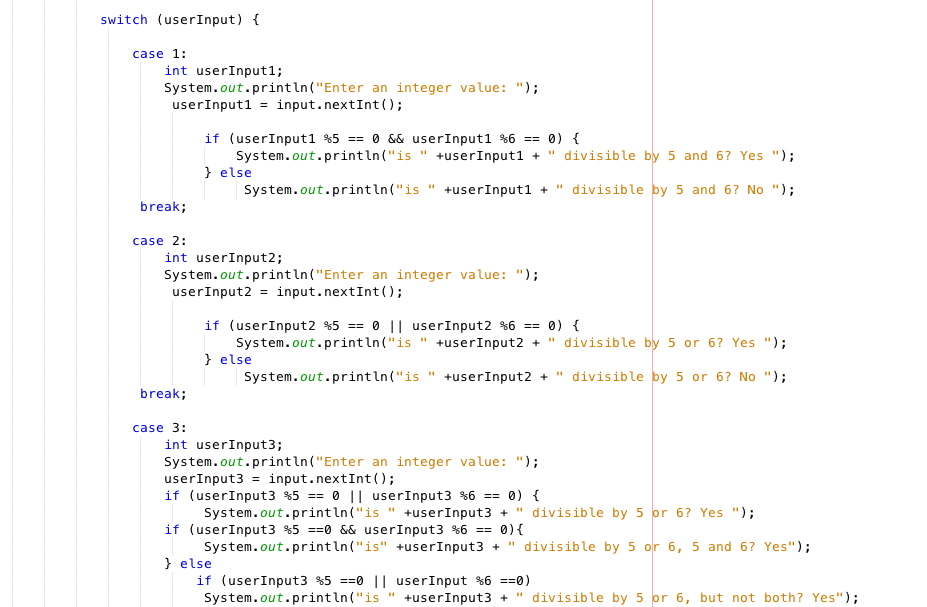 switch (userInput) {
case 1:
int userInput1;
System.out.println("Enter an integer value: ");
userInput1 = input.nextInt();
if (userInput1 %5 == 0 && userInput1 %6 == 0) {
System.out.println("is " +userInput1 + " divisible by 5 and 6? Yes ");
} else
System.out.println("is " +userInput1 + " divisible by 5 and 6? No ");
break;
case 2:
int userInput2;
System.out.println("Enter an integer value: ");
userInput2 = input.nextInt();
if (userInput2 %5 == 0 || userInput2 %6 == 0) {
System.out.println("is " +userInput2 + " divisible by 5 or 6? Yes ");
} else
System.out.println("is " +userInput2 + " divisible by 5 or 6? No ");
break;
case 3:
int userInput3;
System.out.println("Enter an integer value: ");
userInput3 = input.nextInt();
if (userInput3 %5 == 0 || userInput3 %6 == 0) {
System.out.println("is " +userInput3 + " divisible by 5 or 6? Yes ");
if (userInput3 %5 ==0 && userInput3 %6 == 0){
System.out.println("is" +userInput3 + " divisible by 5 or 6, 5 and 6? Yes");
} else
if (userInput3 %5 ==0 || userInput %6 ==0)
System.out.println("is " +userInput3 + " divisible by 5 or 6, but not both? Yes");